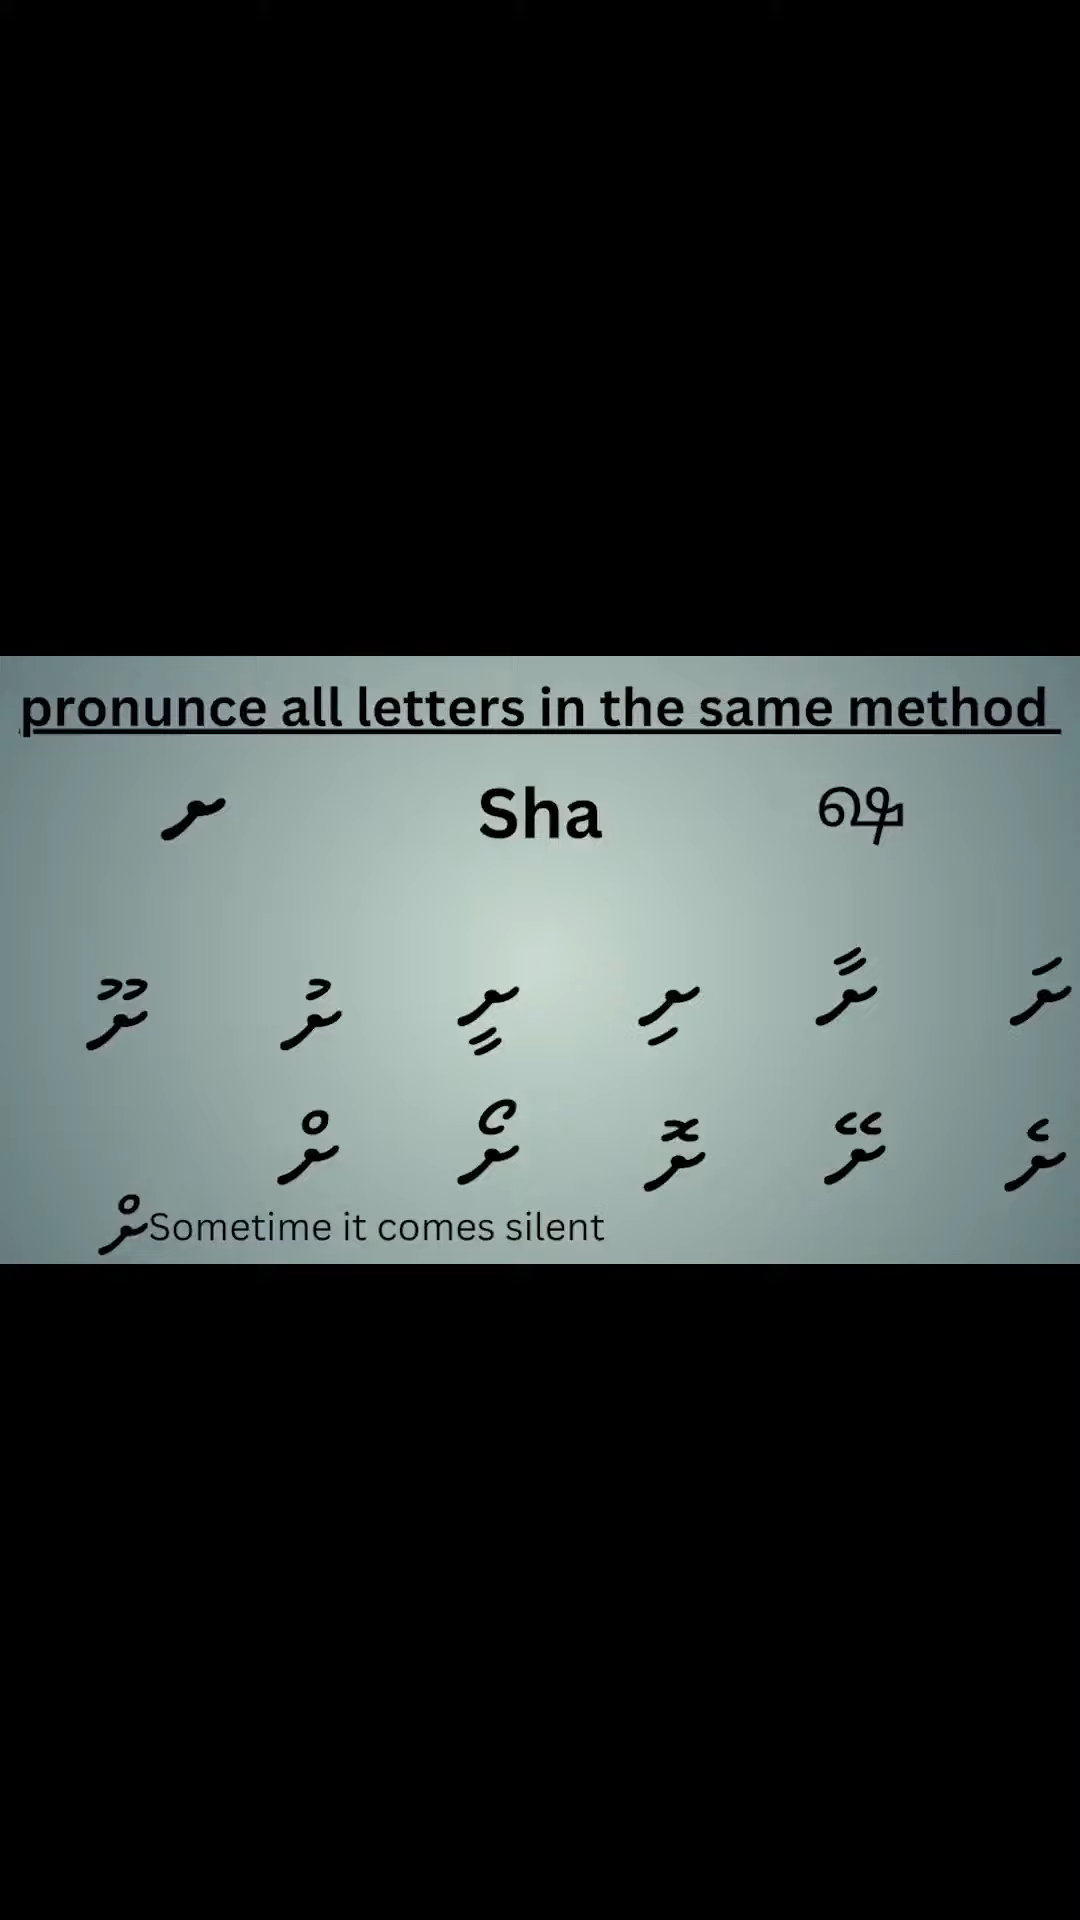 pronunce all letters in the same method
ށ Sha ഷ
ށަ ށާ ށި ށީ ށު ށޫ
ށެ ށޭ ށޮ ށޯ ށް
ށް Sometime it comes silent